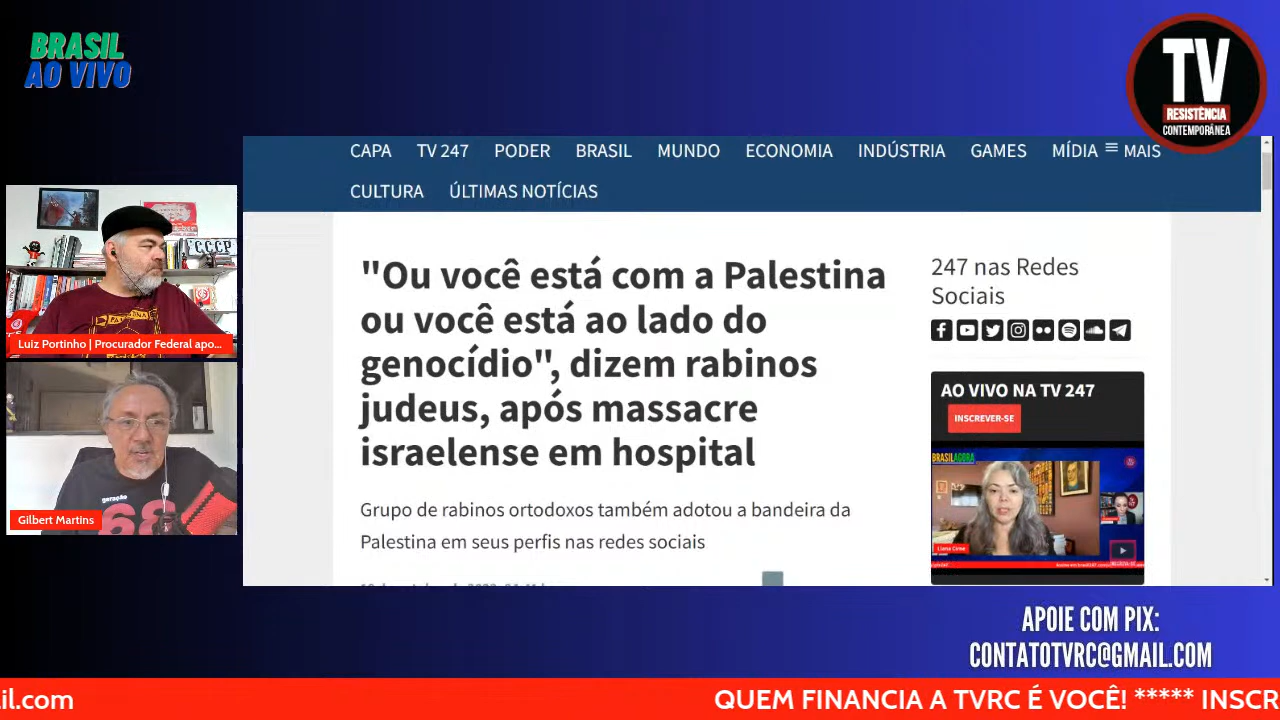 BRASIL
AO VIVO
TV
RESISTÊNCIA
CONTEMPORÂNEA
CAPA TV 247 PODER BRASIL MUNDO ECONOMIA INDÚSTRIA GAMES MÍDIA MAIS
CULTURA ÚLTIMAS NOTÍCIAS
"Ou você está com a Palestina
ou você está ao lado do
genocídio", dizem rabinos
judeus, após massacre
israelense em hospital
Grupo de rabinos ortodoxos também adotou a bandeira da
Palestina em seus perfis nas redes sociais
247 nas Redes
Sociais
AO VIVO NA TV 247
INSCREVER-SE
BRASILAGORA
CCCP
Luiz Portinho | Procurador Federal apo...
geração
68
Gilbert Martins
APOIE COM PIX:
CONTATOTVRC@GMAIL.COM
il.com QUEM FINANCIA A TVRC É VOCÊ! ***** INSCR